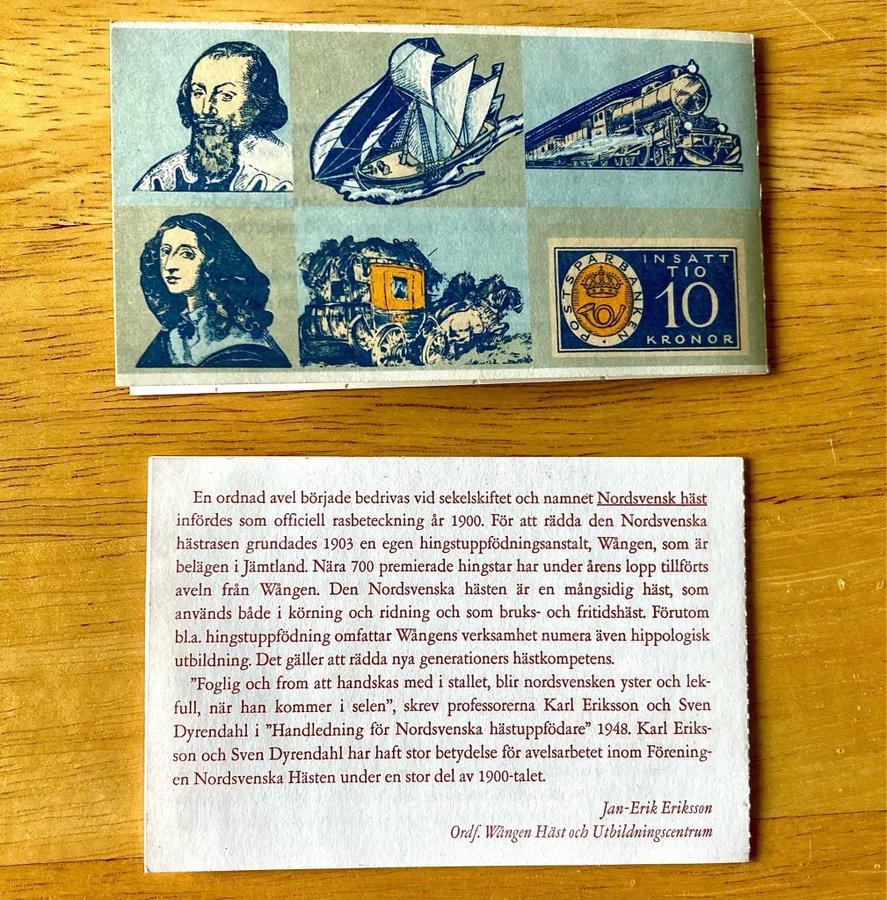 POSTSPARBANKEN
INSATT
TIO
10
KRONOR
En ordnad avel började bedrivas vid sekelskiftet och namnet Nordsvensk häst
infördes som officiell rasbeteckning år 1900. För att rädda den Nordsvenska
hästrasen grundades 1903 en egen hingstuppfödningsanstalt, Wången, som är
belägen i Jämtland. Nära 700 premierade hingstar har under årens lopp tillförts
aveln från Wången. Den Nordsvenska hästen är en mångsidig häst, som
används både i körning och ridning och som bruks- och fritidshäst. Förutom
bl.a. hingstuppfödning omfattar Wångens verksamhet numera även hippologisk
utbildning. Det gäller att rädda nya generationers hästkompetens.
”Foglig och from att handskas med i stallet, blir nordsvensken yster och lek-
full, när han kommer i selen”, skrev professorerna Karl Eriksson och Sven
Dyrendahl i ”Handledning för Nordsvenska hästuppfödare” 1948. Karl Eriks-
son och Sven Dyrendahl har haft stor betydelse för avelsarbetet inom Förening-
en Nordsvenska Hästen under en stor del av 1900-talet.
Jan-Erik Eriksson
Ordf. Wången Häst och Utbildningscentrum